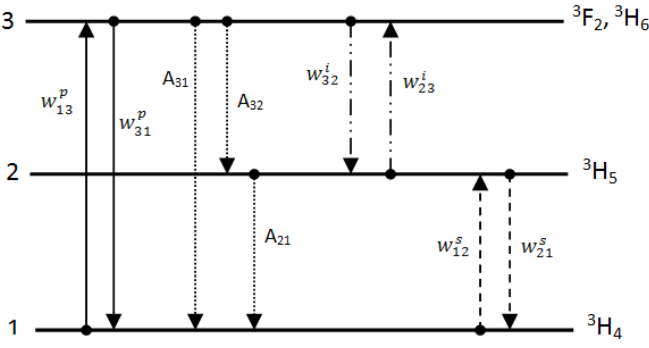 3 ³F₂, ³H₆
w₁₃ᵖ
w₃₁ᵖ
A₃₁
A₃₂
w₃₂ⁱ
w₂₃ⁱ
2 ³H₅
A₂₁
w₁₂ˢ
w₂₁ˢ
1 ³H₄